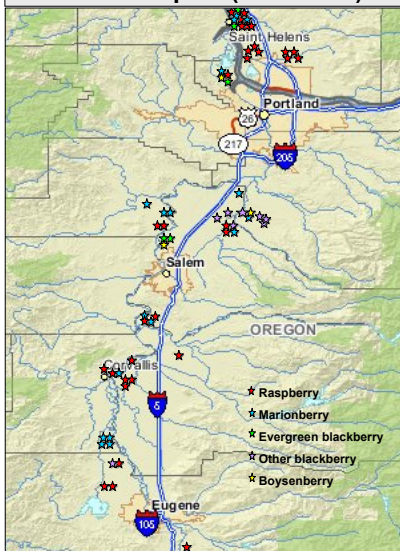 Saint Helens
Portland
26
217
205
Salem
OREGON
Corvallis
Raspberry
5
Marionberry
Evergreen blackberry
Other blackberry
Boysenberry
Eugene
105